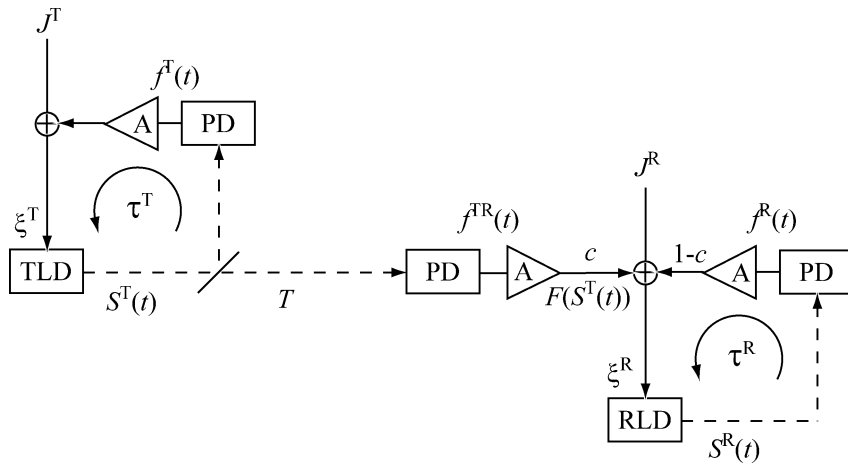 J^T
f^T(t)
A
PD
τ^T
ξ^T
TLD
S^T(t)
T
f^TR(t)
PD
A
c
F(S^T(t))
J^R
1-c
f^R(t)
A
PD
τ^R
ξ^R
RLD
S^R(t)